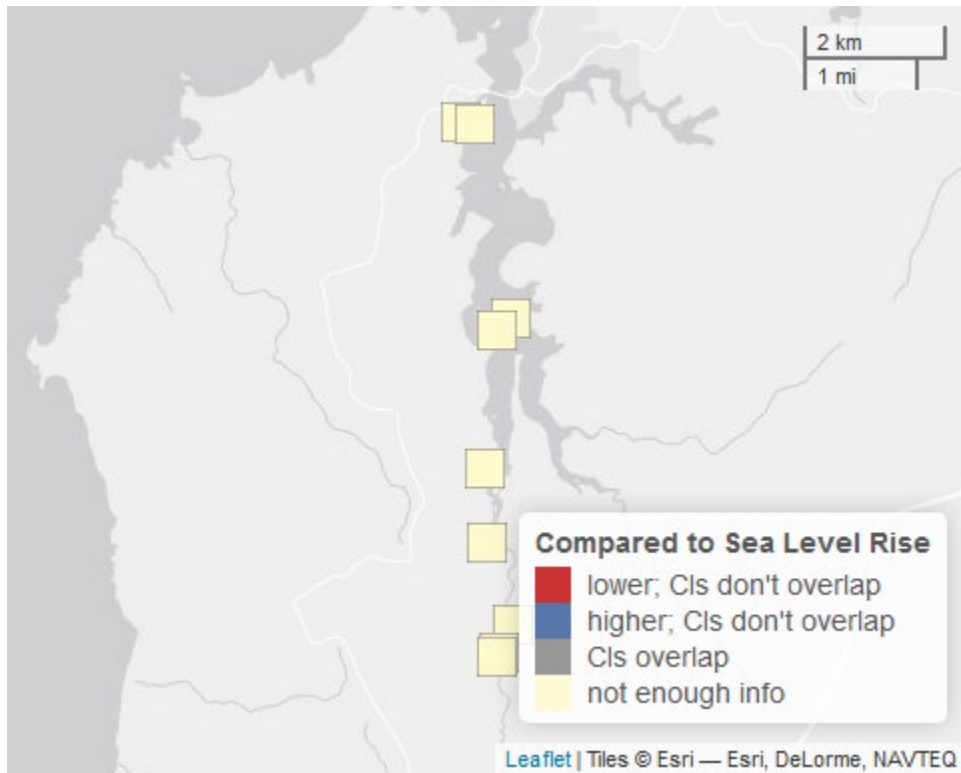 2 km
1 mi
Compared to Sea Level Rise
lower; CIs don't overlap
higher; CIs don't overlap
CIs overlap
not enough info
Leaflet | Tiles © Esri — Esri, DeLorme, NAVTEQ